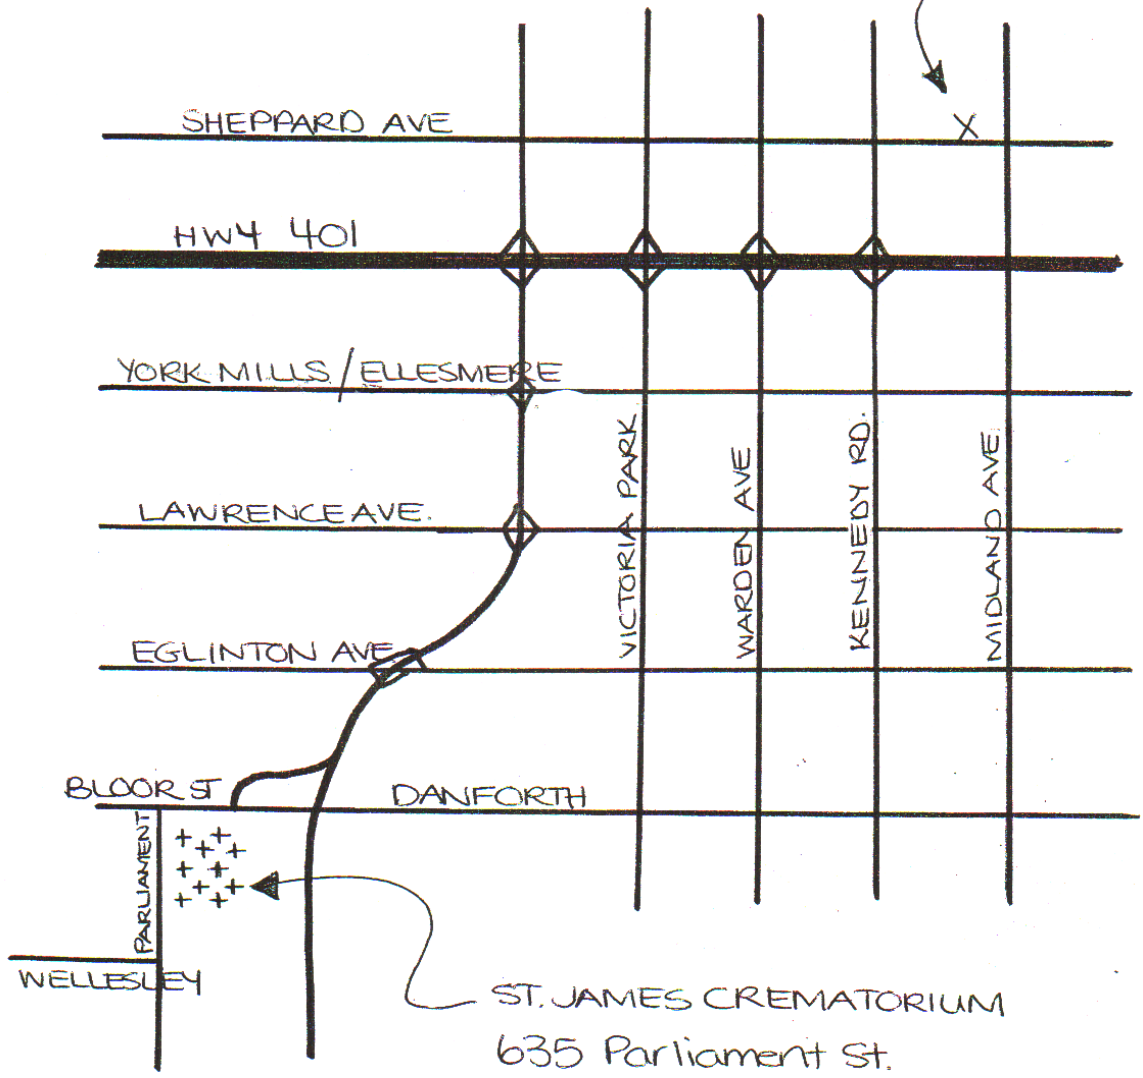 X
SHEPPARD AVE
HWY 401
YORK MILLS / ELLESMERE
VICTORIA PARK
WARDEN AVE
KENNEDY RD.
MIDLAND AVE
LAWRENCE AVE.
EGLINTON AVE
BLOOR ST
DANFORTH
PARLIAMENT
WELLESLEY
ST. JAMES CREMATORIUM
635 Parliament St.